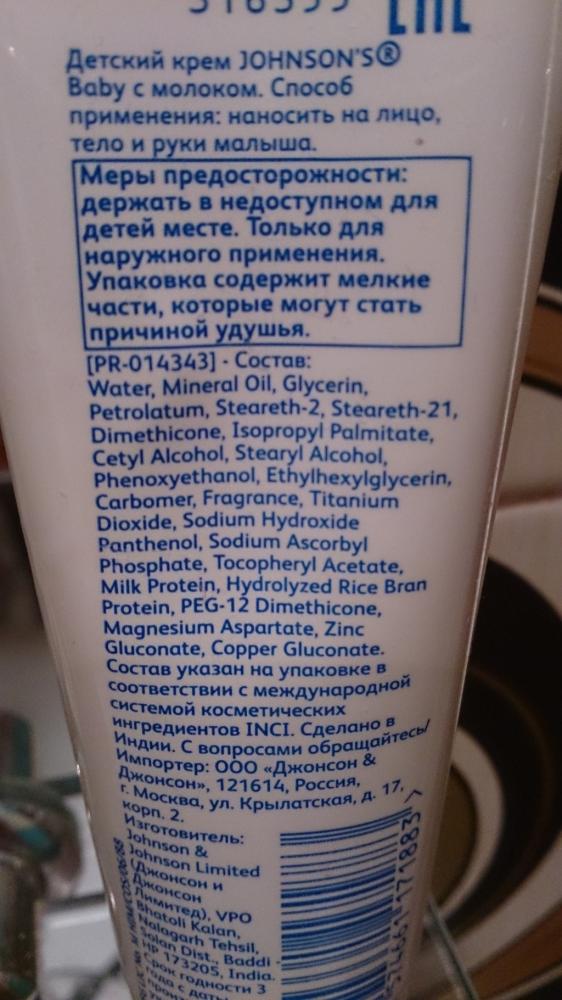 EAC
Детский крем JOHNSON'S®
Baby с молоком. Способ
применения: наносить на лицо,
тело и руки малыша.
Меры предосторожности:
держать в недоступном для
детей месте. Только для
наружного применения.
Упаковка содержит мелкие
части, которые могут стать
причиной удушья.
[PR-014343] - Состав:
Water, Mineral Oil, Glycerin,
Petrolatum, Steareth-2, Steareth-21,
Dimethicone, Isopropyl Palmitate,
Cetyl Alcohol, Stearyl Alcohol,
Phenoxyethanol, Ethylhexylglycerin,
Carbomer, Fragrance, Titanium
Dioxide, Sodium Hydroxide
Panthenol, Sodium Ascorbyl
Phosphate, Tocopheryl Acetate,
Milk Protein, Hydrolyzed Rice Bran
Protein, PEG-12 Dimethicone,
Magnesium Aspartate, Zinc
Gluconate, Copper Gluconate.
Состав указан на упаковке в
соответствии с международной
системой косметических
ингредиентов INCI. Сделано в
Индии. С вопросами обращайтесь/
Импортер: ООО «Джонсон &
Джонсон», 121614, Россия,
г. Москва, ул. Крылатская, д. 17,
корп. 2.
Изготовитель:
Johnson &
Johnson Limited
(Джонсон и
Джонсон
Лимитед), VPO
Bhatoli Kalan,
Nalagarh Tehsil,
Solan Dist., Baddi -
HP 173205, India.
Срок годности 3
года с даты